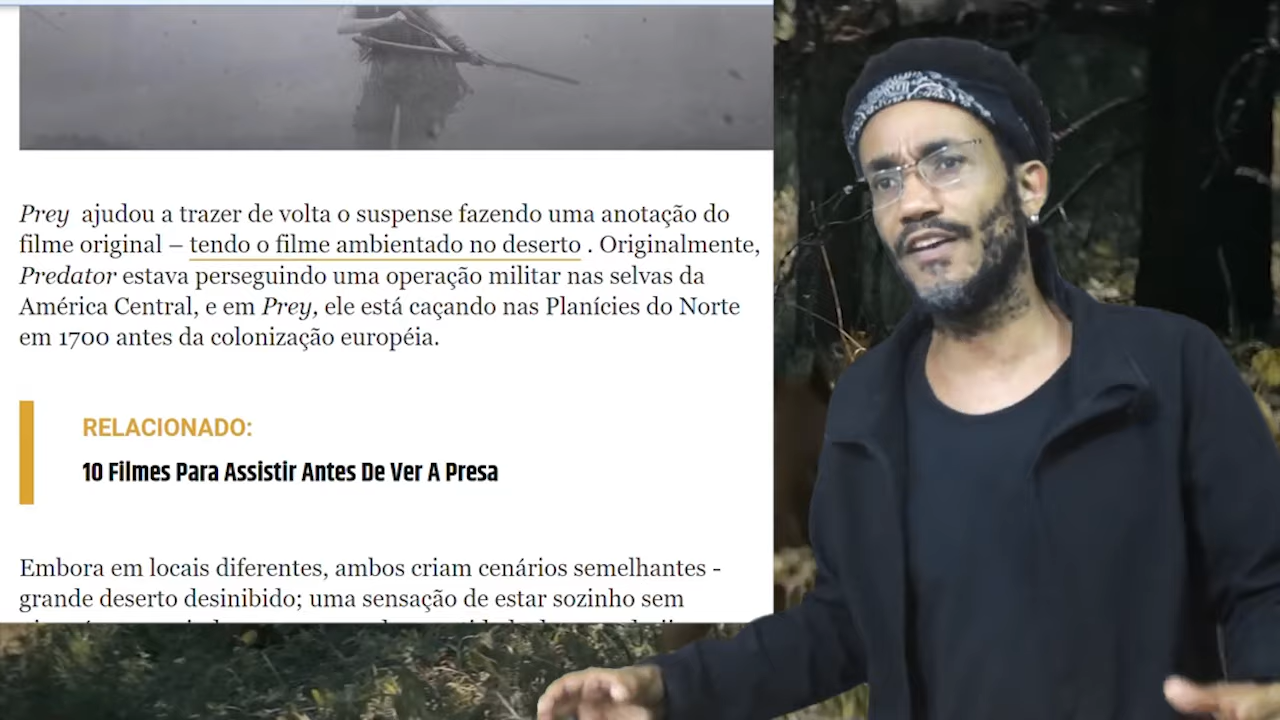 Prey ajudou a trazer de volta o suspense fazendo uma anotação do
filme original – tendo o filme ambientado no deserto . Originalmente,
Predator estava perseguindo uma operação militar nas selvas da
América Central, e em Prey, ele está caçando nas Planícies do Norte
em 1700 antes da colonização européia.
RELACIONADO:
10 Filmes Para Assistir Antes De Ver A Presa
Embora em locais diferentes, ambos criam cenários semelhantes -
grande deserto desinibido; uma sensação de estar sozinho sem